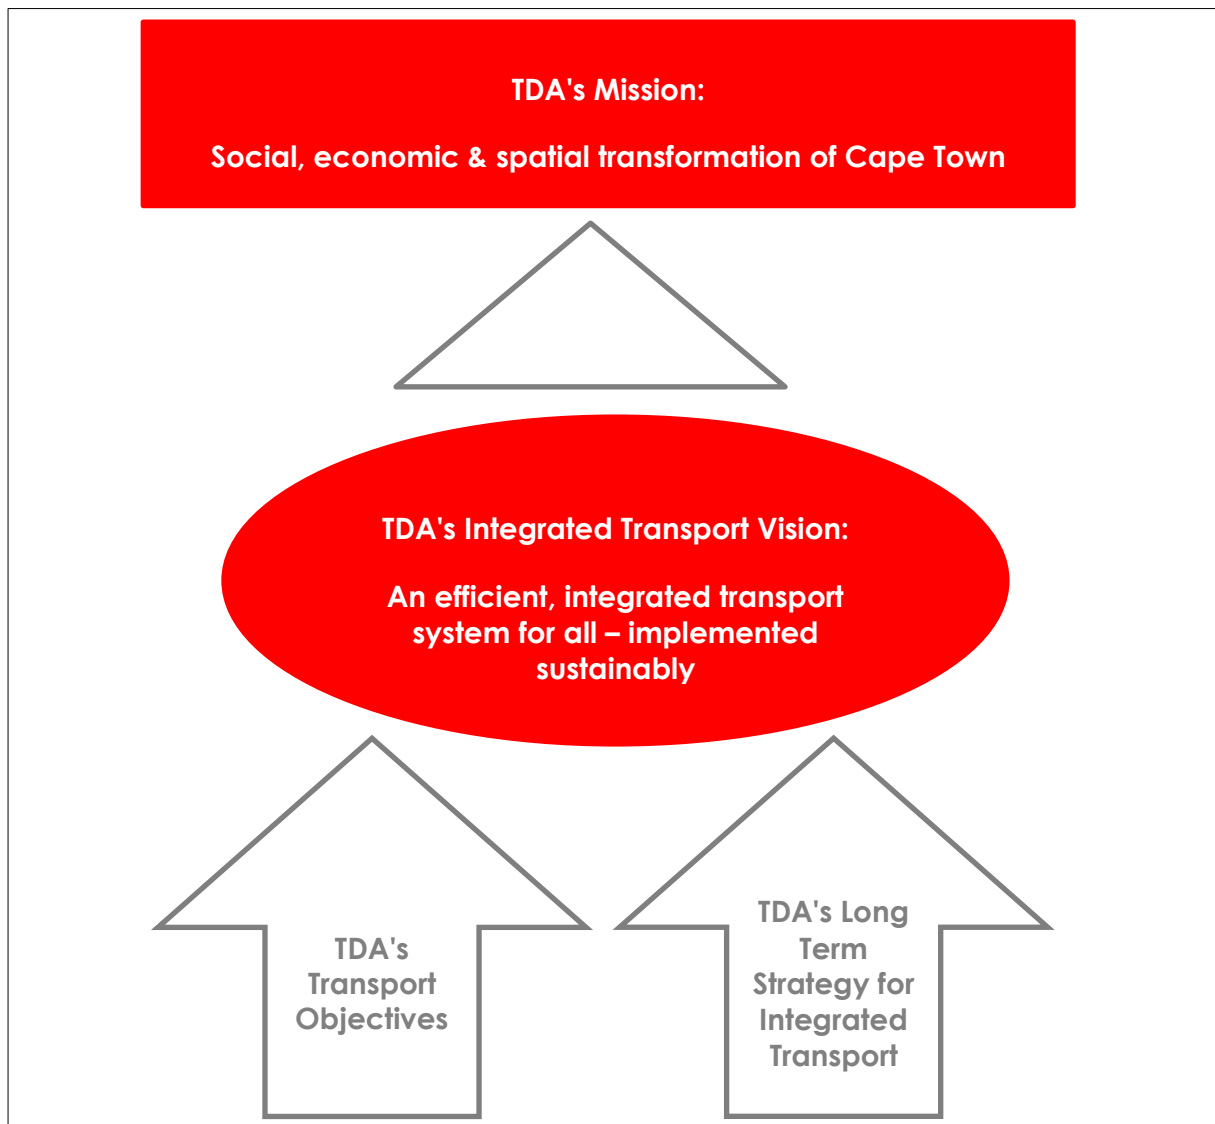 TDA's Mission:
Social, economic & spatial transformation of Cape Town
TDA's Integrated Transport Vision:
An efficient, integrated transport
system for all – implemented
sustainably
TDA's
Transport
Objectives
TDA's Long
Term
Strategy for
Integrated
Transport